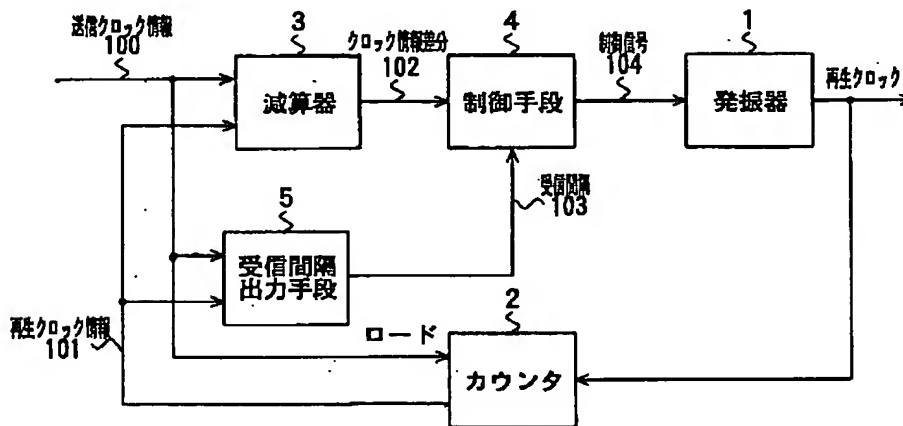 送信クロック情報
100
3
減算器
クロック情報差分
102
4
制御手段
制御信号
104
1
発振器
再生クロック
受信間隔
103
5
受信間隔
出力手段
再生クロック情報
101
ロード
2
カウンタ